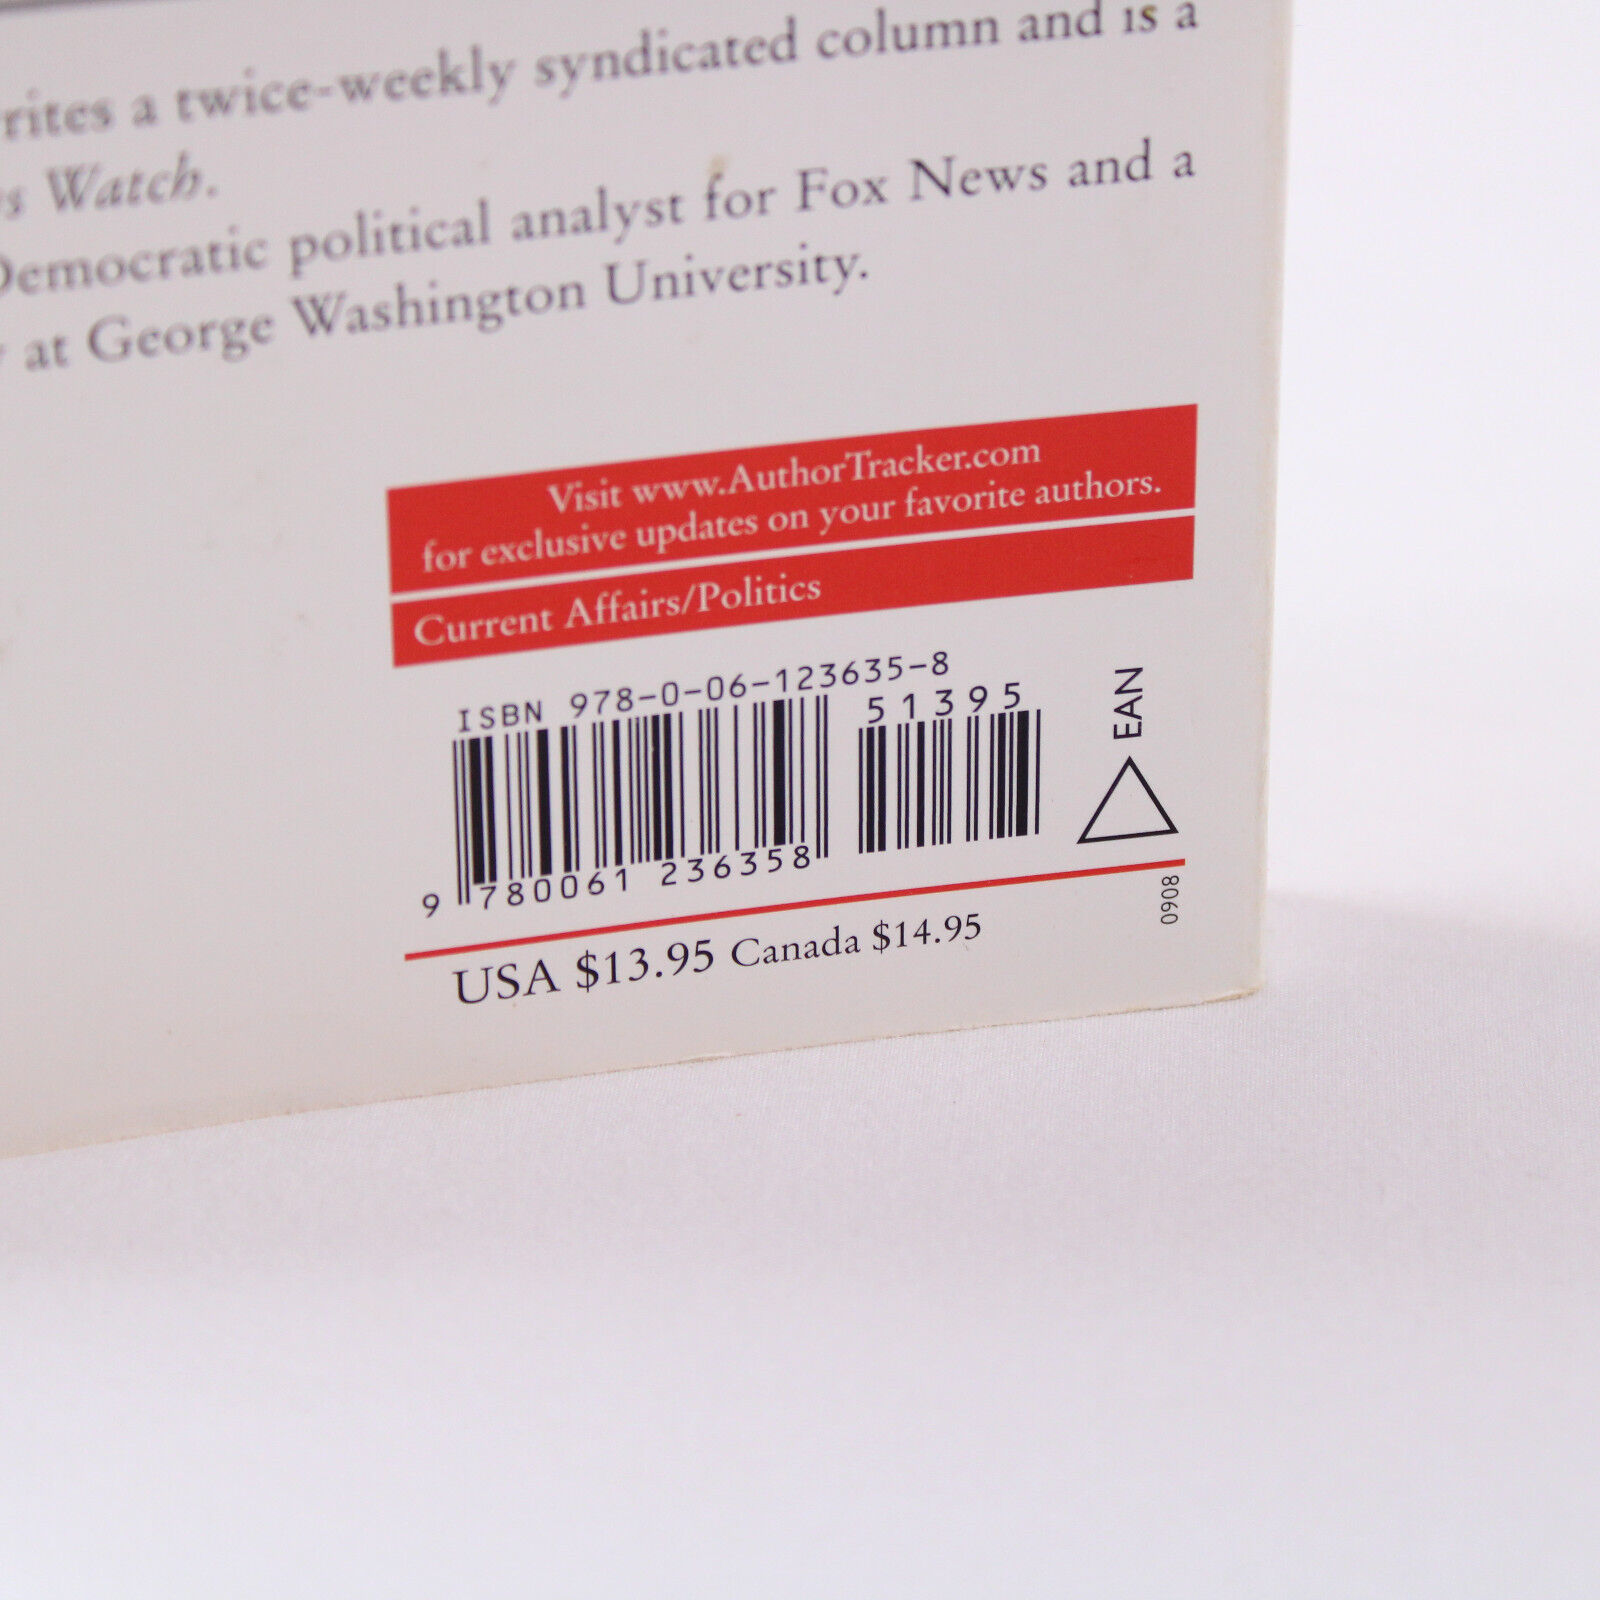 rites a twice-weekly syndicated column and is a
s Watch.
Democratic political analyst for Fox News and a
at George Washington University.
Visit www.AuthorTracker.com
for exclusive updates on your favorite authors.
Current Affairs/Politics
ISBN 978-0-06-123635-8
51395
EAN
9 780061 236358
0908
USA $13.95 Canada $14.95